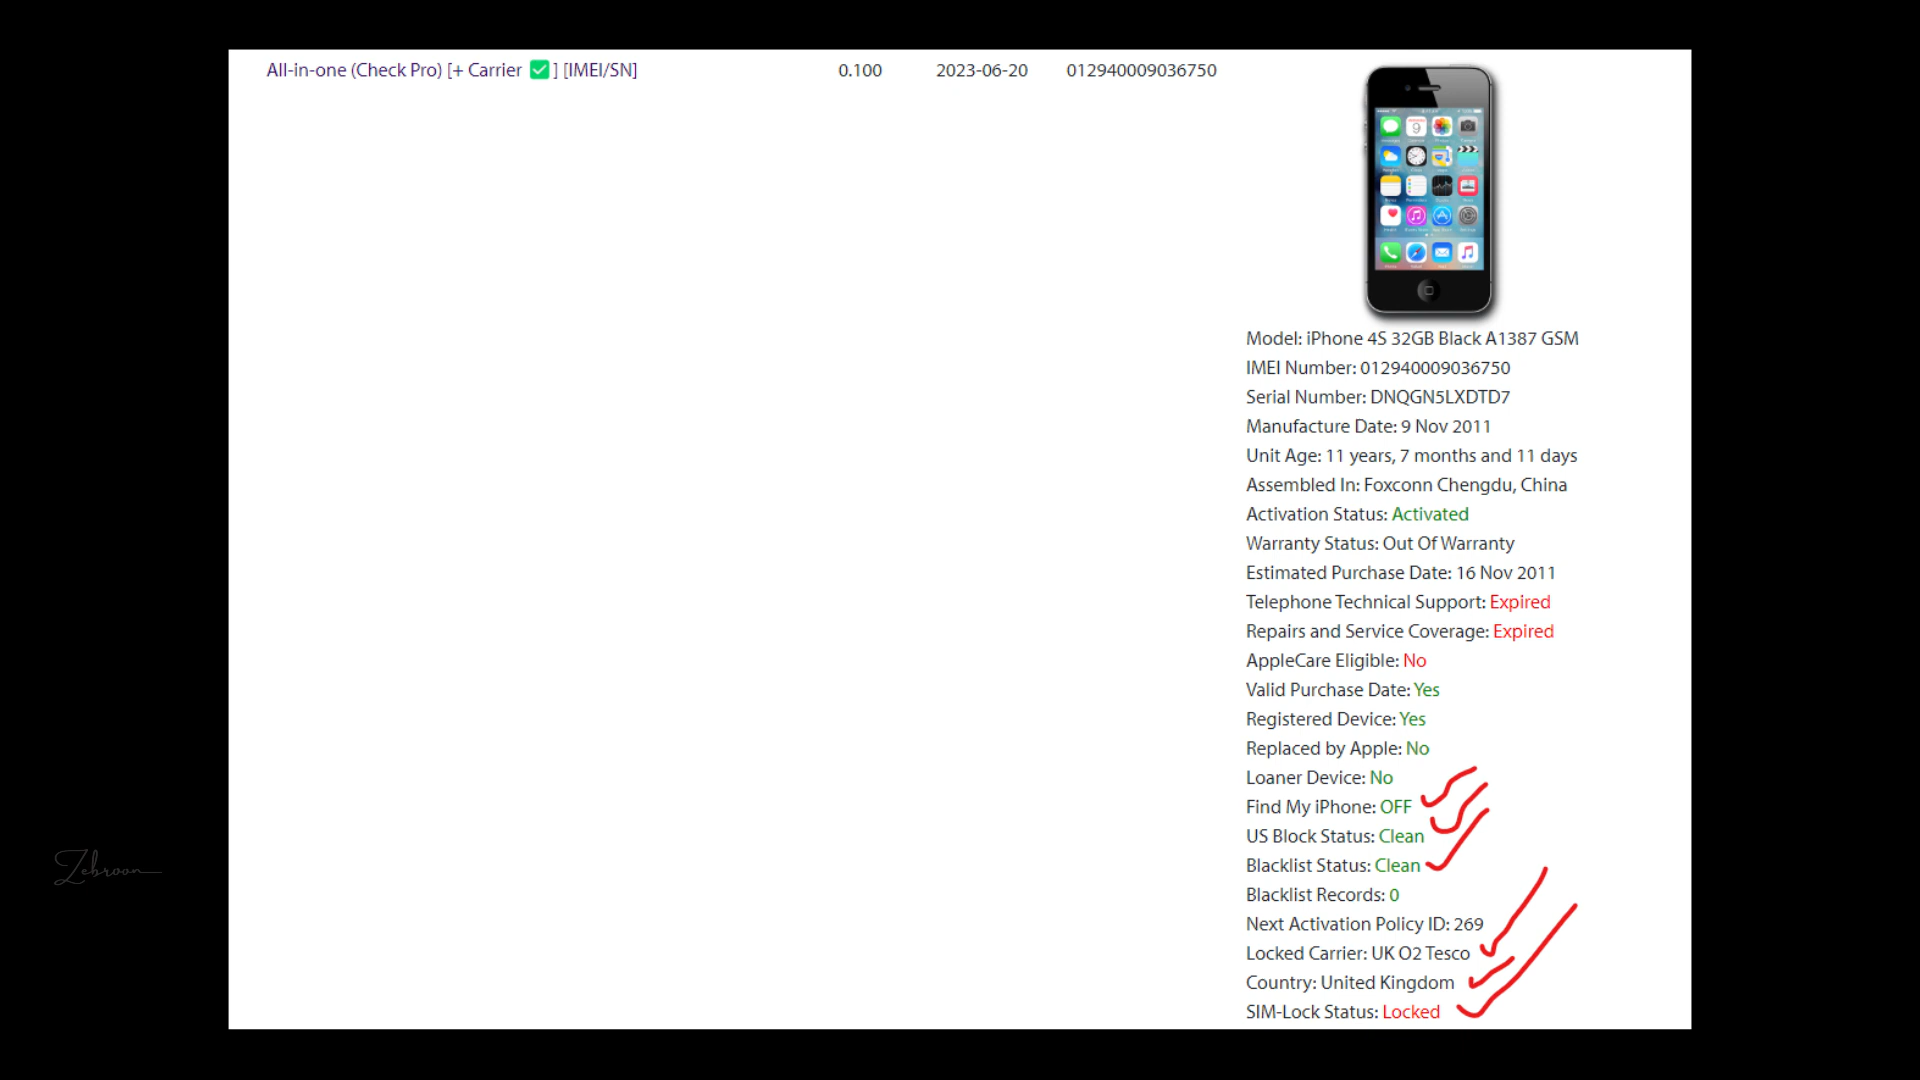 All-in-one (Check Pro) [+ Carrier ✅ ] [IMEI/SN] 0.100 2023-06-20 012940009036750
Model: iPhone 4S 32GB Black A1387 GSM
IMEI Number: 012940009036750
Serial Number: DNQGN5LXDTD7
Manufacture Date: 9 Nov 2011
Unit Age: 11 years, 7 months and 11 days
Assembled In: Foxconn Chengdu, China
Activation Status: Activated
Warranty Status: Out Of Warranty
Estimated Purchase Date: 16 Nov 2011
Telephone Technical Support: Expired
Repairs and Service Coverage: Expired
AppleCare Eligible: No
Valid Purchase Date: Yes
Registered Device: Yes
Replaced by Apple: No
Loaner Device: No
Find My iPhone: OFF
US Block Status: Clean
Blacklist Status: Clean
Blacklist Records: 0
Next Activation Policy ID: 269
Locked Carrier: UK O2 Tesco
Country: United Kingdom
SIM-Lock Status: Locked
Zebroon